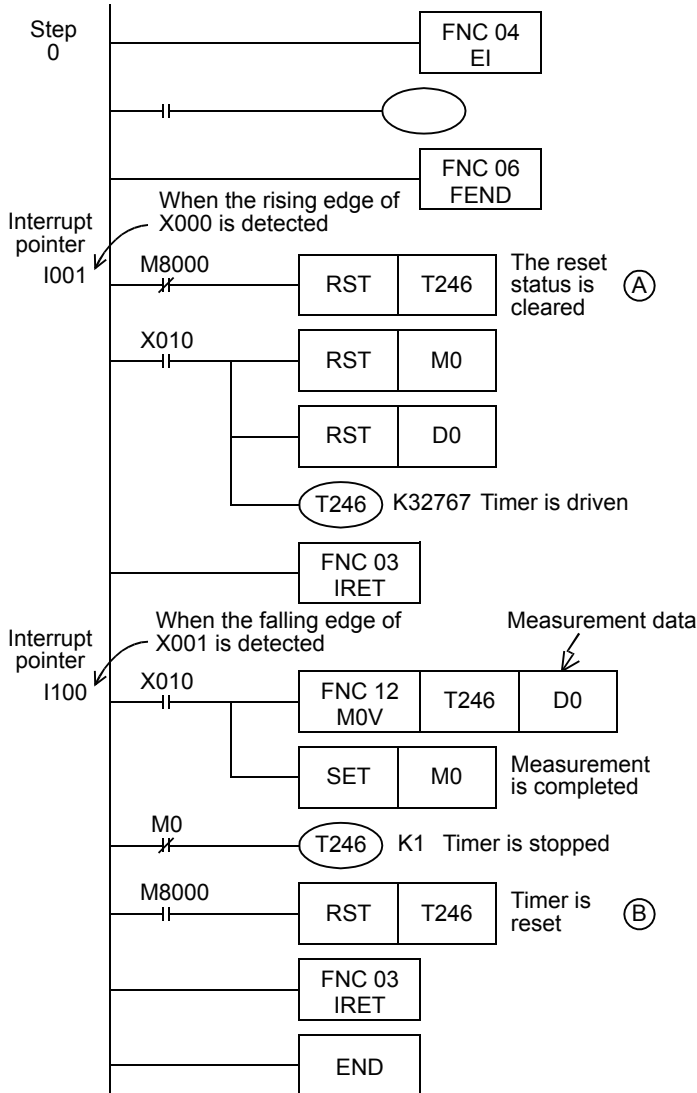 Step
0
FNC 04
EI
FNC 06
FEND
When the rising edge of
X000 is detected
Interrupt
pointer
I001
M8000
RST
T246
The reset
status is
cleared
A
X010
RST
M0
RST
D0
T246
K32767
Timer is driven
FNC 03
IRET
When the falling edge of
X001 is detected
Measurement data
Interrupt
pointer
I100
X010
FNC 12
M0V
T246
D0
SET
M0
Measurement
is completed
M0
T246
K1
Timer is stopped
M8000
RST
T246
Timer is
reset
B
FNC 03
IRET
END